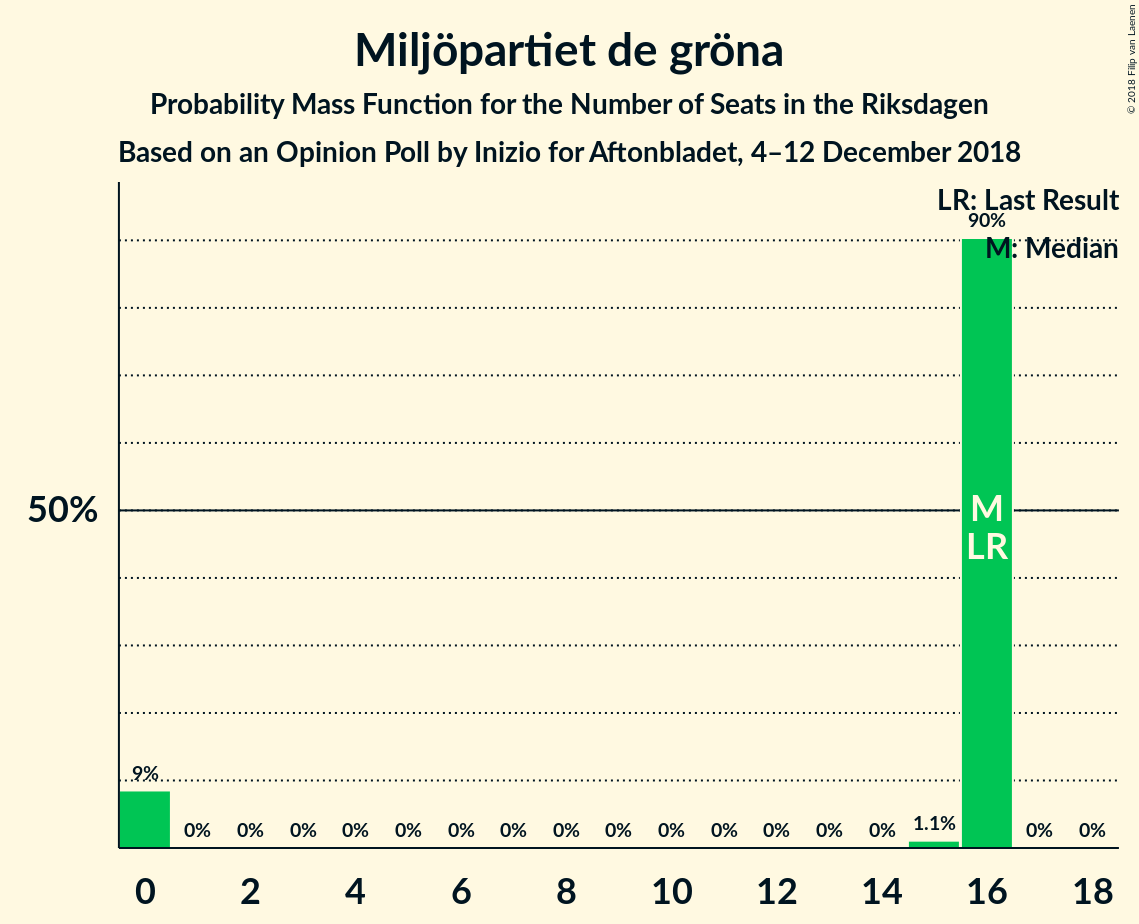 Miljöpartiet de gröna
Probability Mass Function for the Number of Seats in the Riksdagen
Based on an Opinion Poll by Inizio for Aftonbladet, 4–12 December 2018
© 2018 Filip van Laenen
LR: Last Result
90%
M: Median
50%
M
LR
9%
0% 0% 0% 0% 0% 0% 0% 0% 0% 0% 0% 0% 0% 0% 1.1% 0% 0%
0 2 4 6 8 10 12 14 16 18